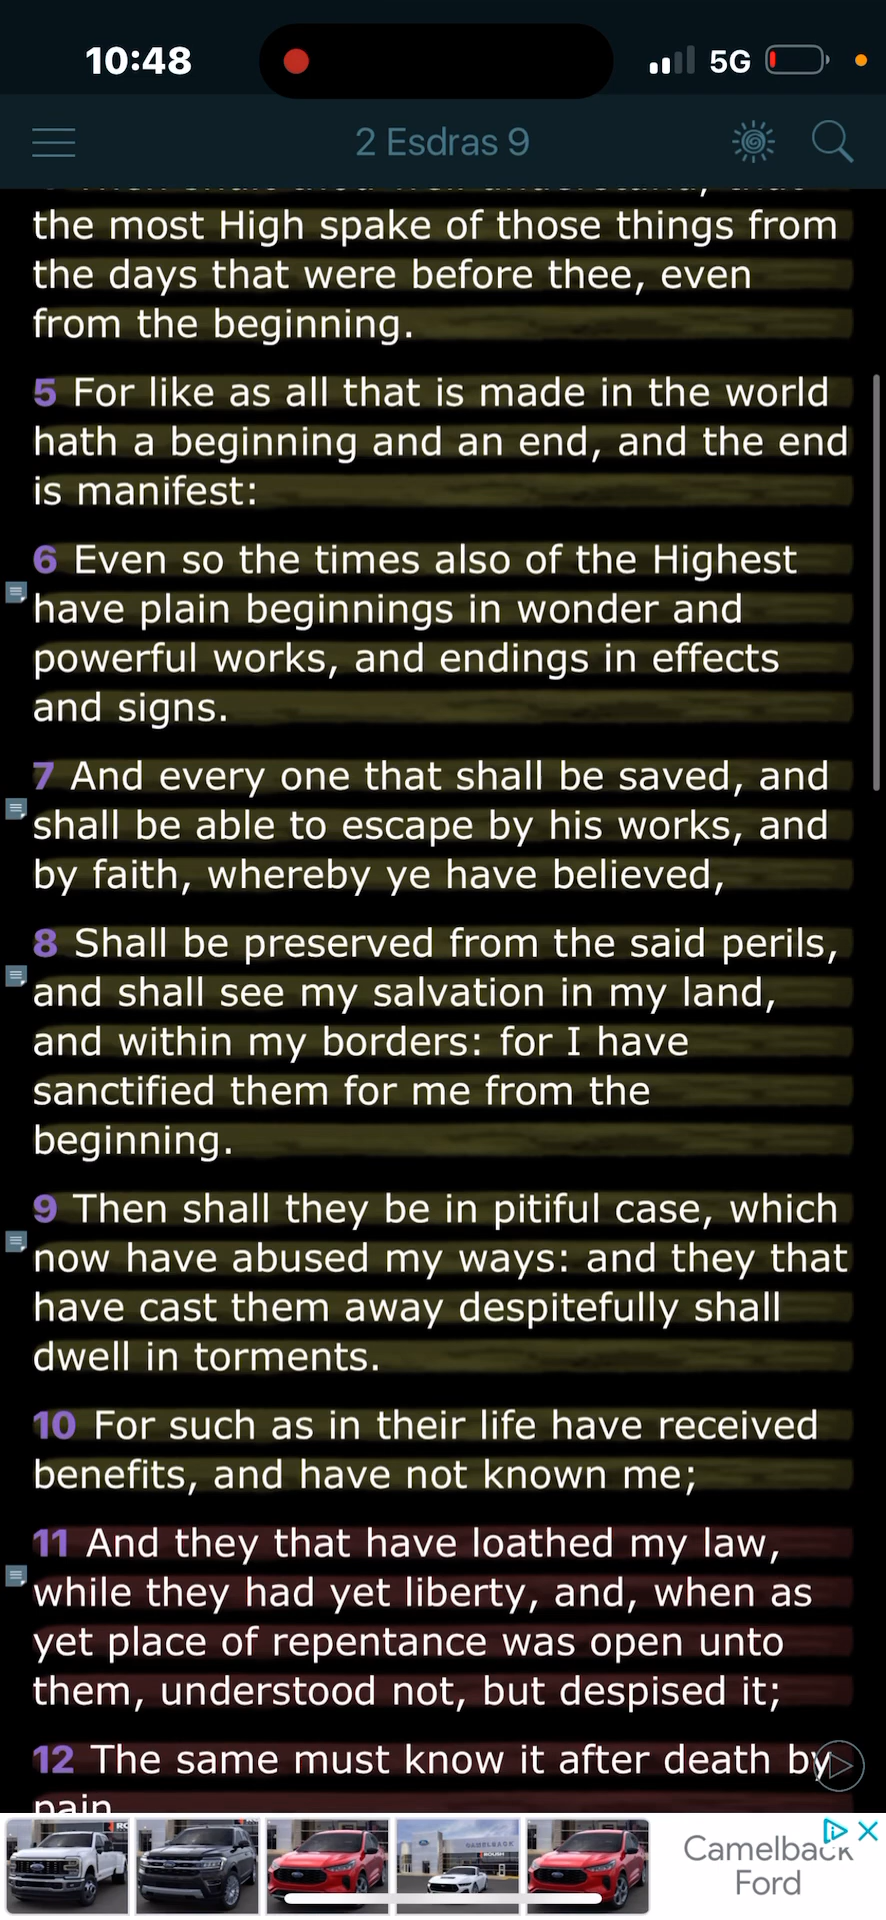 10:48
5G
2 Esdras 9
the most High spake of those things from
the days that were before thee, even
from the beginning.
5 For like as all that is made in the world
hath a beginning and an end, and the end
is manifest:
6 Even so the times also of the Highest
have plain beginnings in wonder and
powerful works, and endings in effects
and signs.
7 And every one that shall be saved, and
shall be able to escape by his works, and
by faith, whereby ye have believed,
8 Shall be preserved from the said perils,
and shall see my salvation in my land,
and within my borders: for I have
sanctified them for me from the
beginning.
9 Then shall they be in pitiful case, which
now have abused my ways: and they that
have cast them away despitefully shall
dwell in torments.
10 For such as in their life have received
benefits, and have not known me;
11 And they that have loathed my law,
while they had yet liberty, and, when as
yet place of repentance was open unto
them, understood not, but despised it;
12 The same must know it after death by
pain
Camelback
Ford